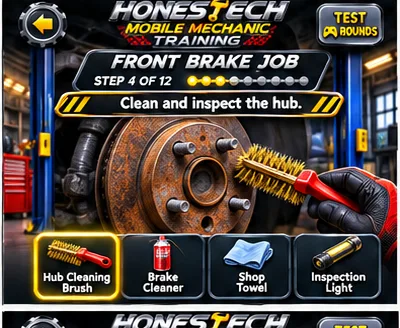 HONESTECH
MOBILE MECHANIC
TRAINING
TEST
ROUNDS
FRONT BRAKE JOB
STEP 4 OF 12
Clean and inspect the hub.
Hub Cleaning
Brush
Brake
Cleaner
Shop
Towel
Inspection
Light
HONESTECH
TEST